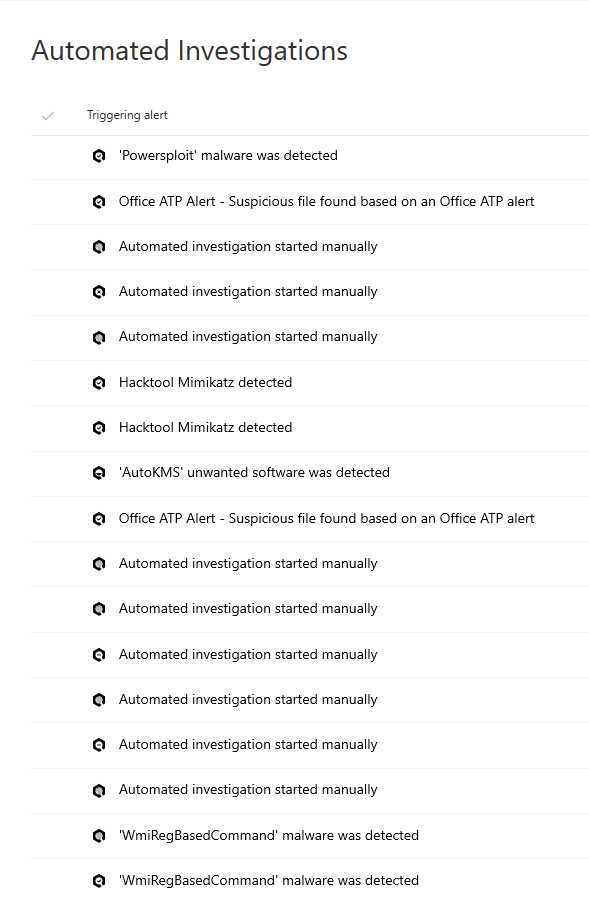 Automated Investigations
Triggering alert
'Powersploit' malware was detected
Office ATP Alert - Suspicious file found based on an Office ATP alert
Automated investigation started manually
Automated investigation started manually
Automated investigation started manually
Hacktool Mimikatz detected
Hacktool Mimikatz detected
'AutoKMS' unwanted software was detected
Office ATP Alert - Suspicious file found based on an Office ATP alert
Automated investigation started manually
Automated investigation started manually
Automated investigation started manually
Automated investigation started manually
Automated investigation started manually
Automated investigation started manually
'WmiRegBasedCommand' malware was detected
'WmiRegBasedCommand' malware was detected